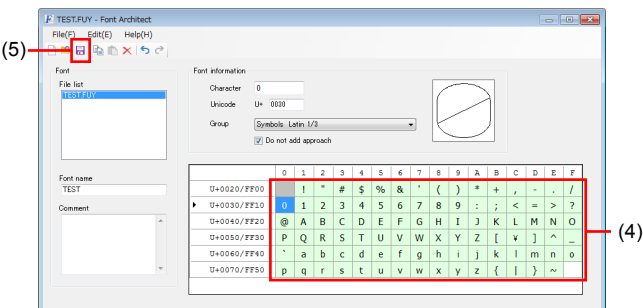 TEST.FUY - Font Architect
File(F) Edit(E) Help(H)
(5)
Font
File list
TEST.FUY
Font name
TEST
Comment
Font information
Character 0
Unicode U+ 0030
Group Symbols Latin 1/3
Do not add approach
0 1 2 3 4 5 6 7 8 9 A B C D E F
U+0020/FF00 ! " # $ % & ' ( ) * + , - . /
U+0030/FF10 0 1 2 3 4 5 6 7 8 9 : ; < = > ?
U+0040/FF20 @ A B C D E F G H I J K L M N O
U+0050/FF30 P Q R S T U V W X Y Z [ ¥ ] ^ _
U+0060/FF40 ` a b c d e f g h i j k l m n o
U+0070/FF50 p q r s t u v w x y z { | } ~
(4)